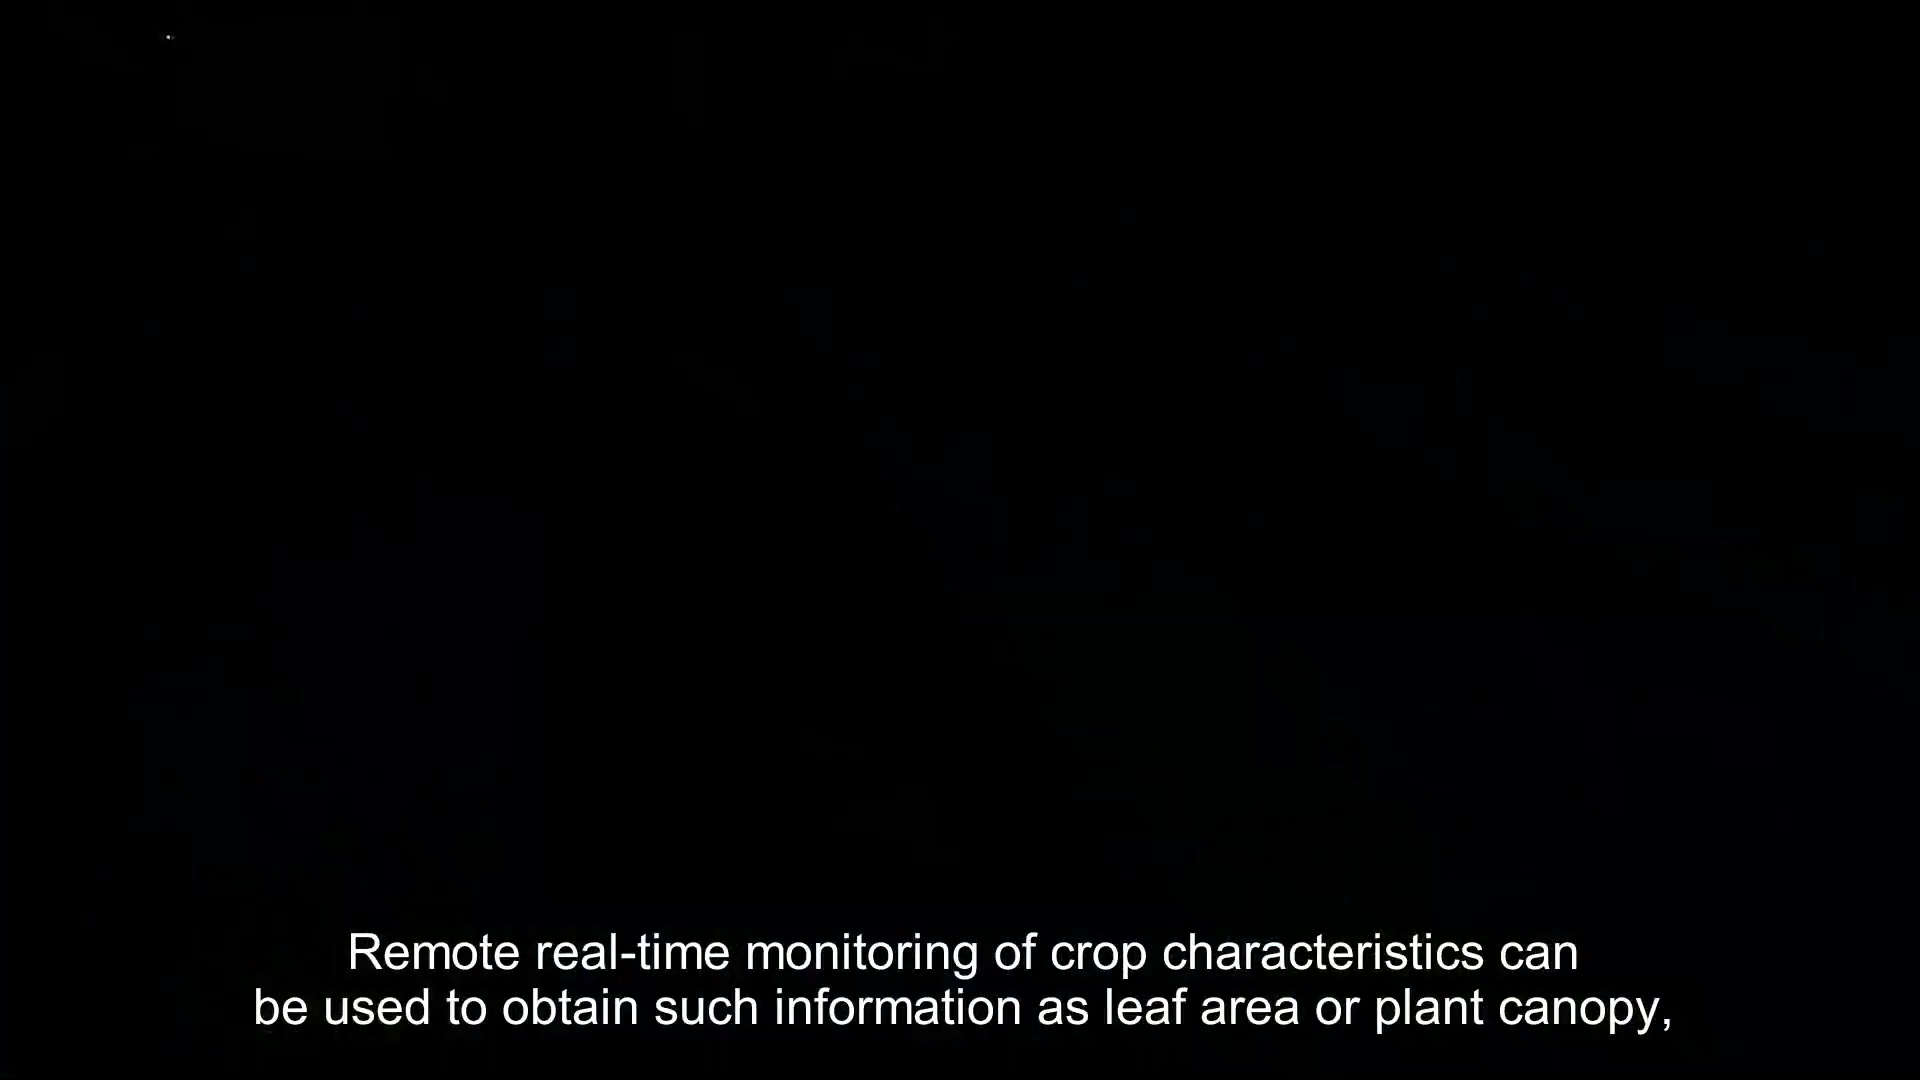 Remote real-time monitoring of crop characteristics can
be used to obtain such information as leaf area or plant canopy,